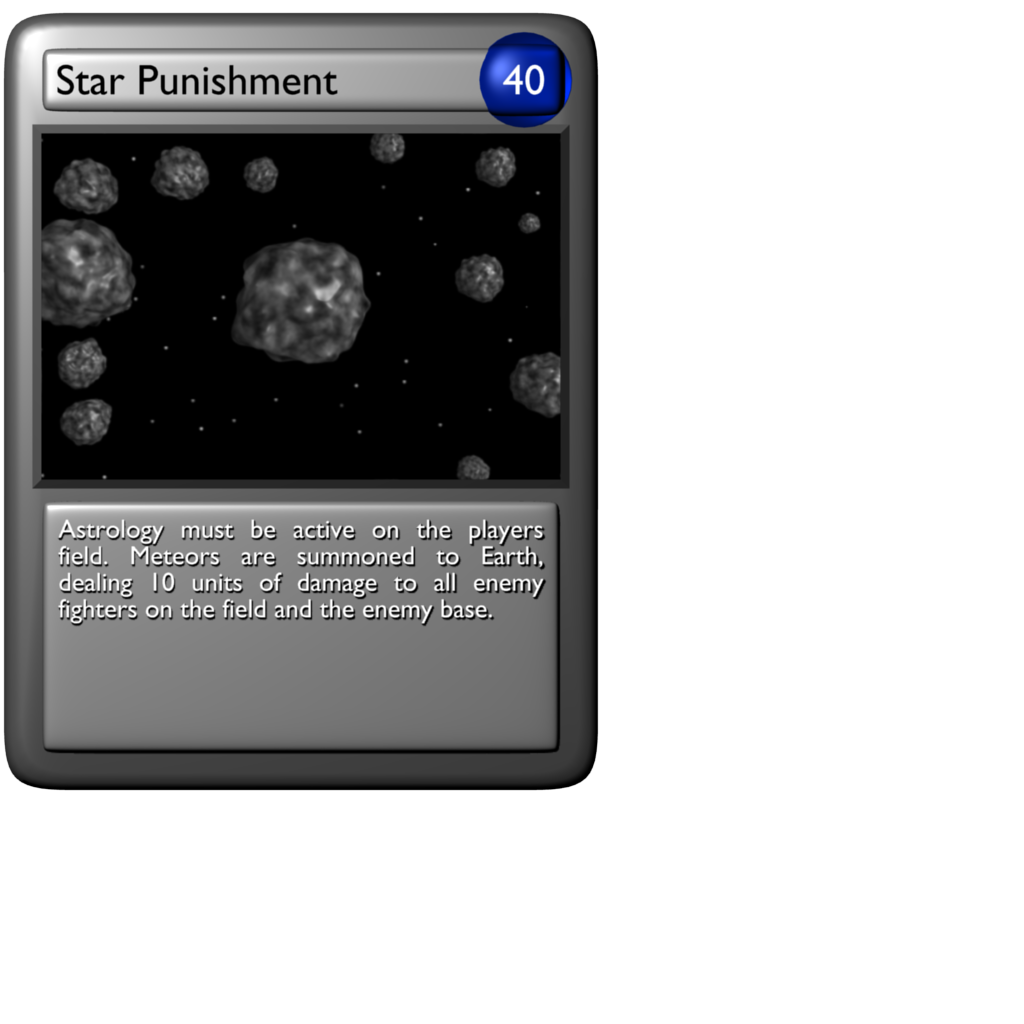 Star Punishment
40
Astrology must be active on the players
field. Meteors are summoned to Earth,
dealing 10 units of damage to all enemy
fighters on the field and the enemy base.